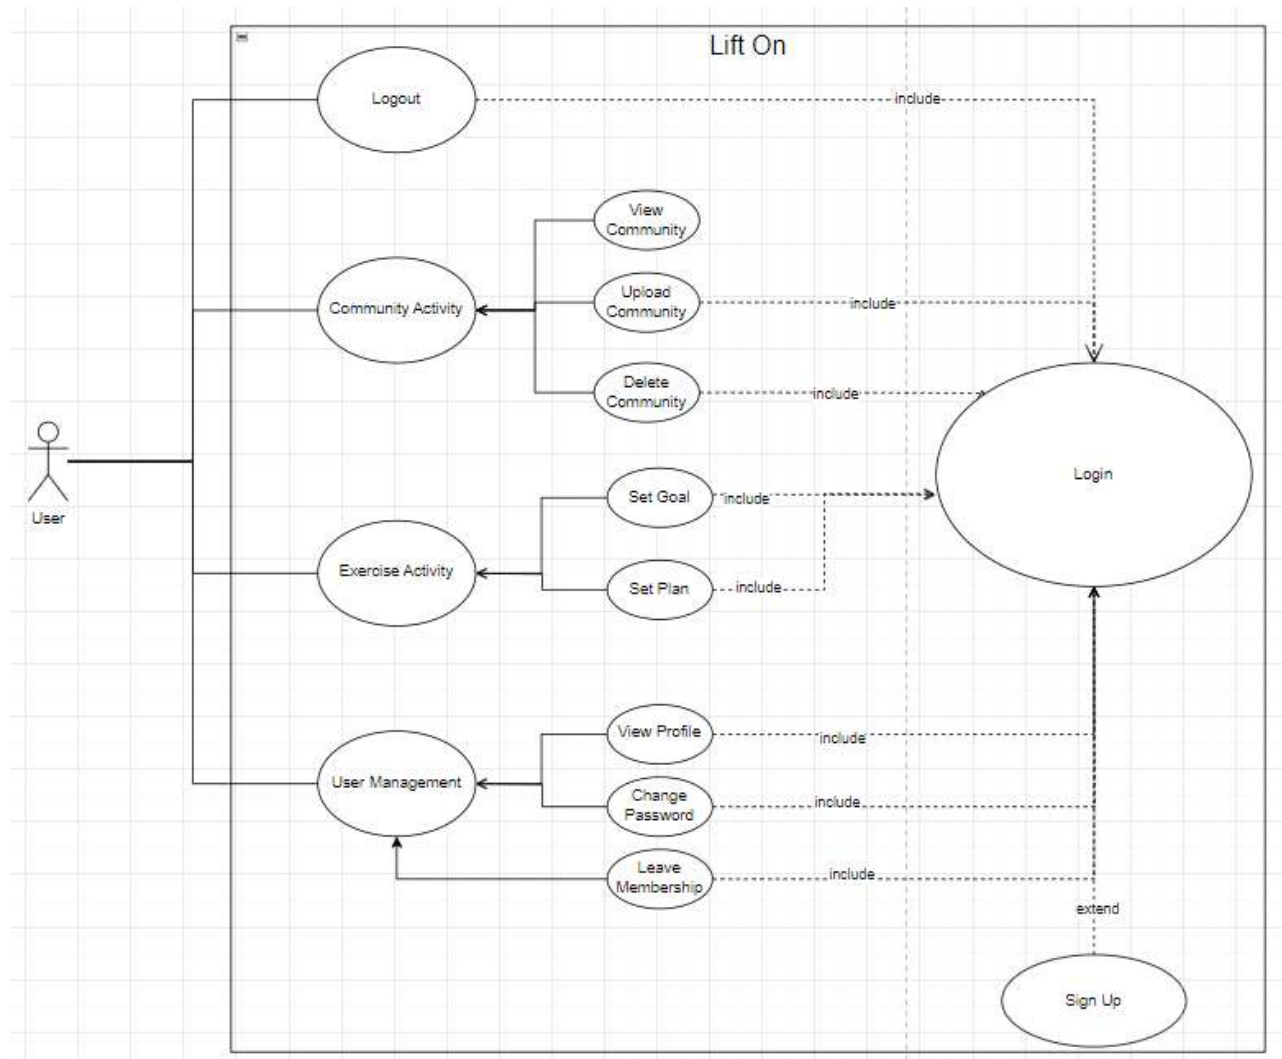 Lift On
Logout
include
View
Community
Upload
Community
include
Community Activity
Delete
Community
include
Login
User
Set Goal
include
Exercise Activity
Set Plan
include
View Profile
include
User Management
Change
Password
include
Leave
Membership
include
extend
Sign Up